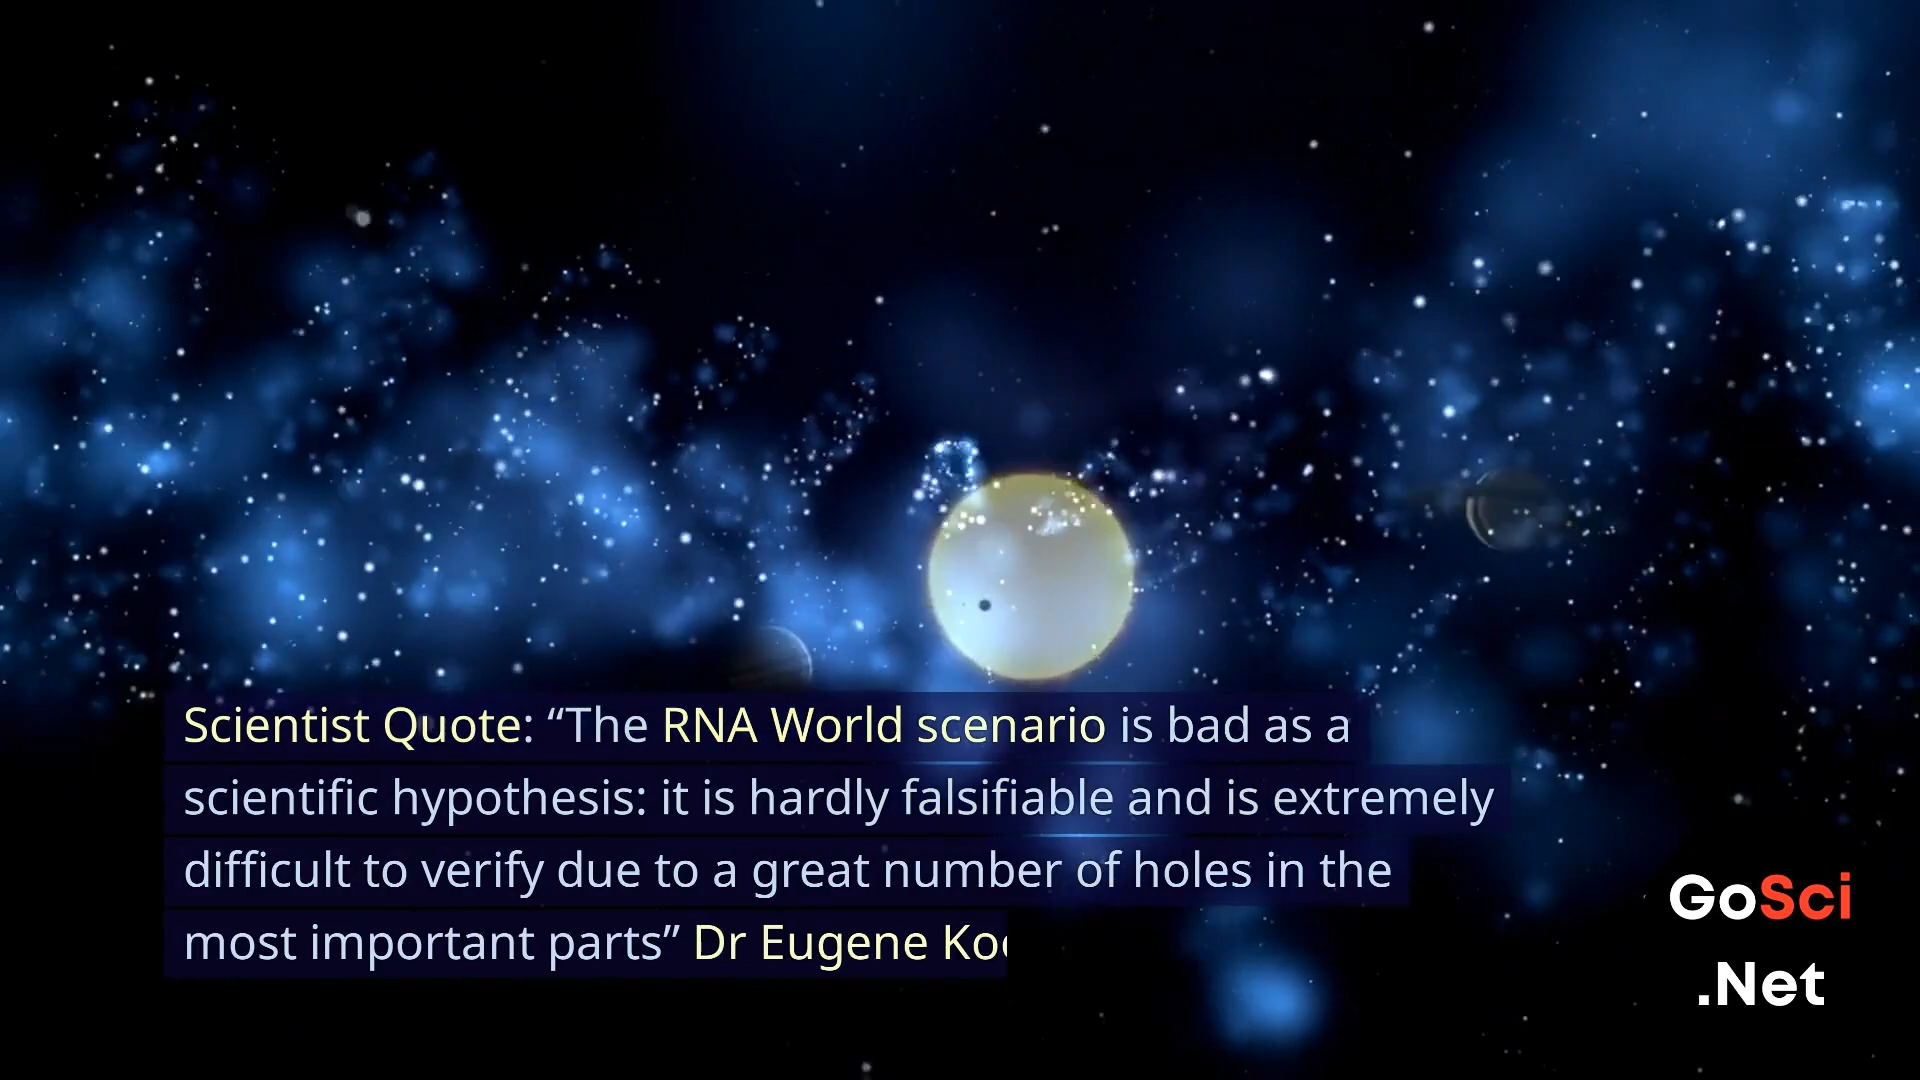 Scientist Quote: “The RNA World scenario is bad as a
scientific hypothesis: it is hardly falsifiable and is extremely
difficult to verify due to a great number of holes in the
most important parts” Dr Eugene Ko
GoSci
.Net